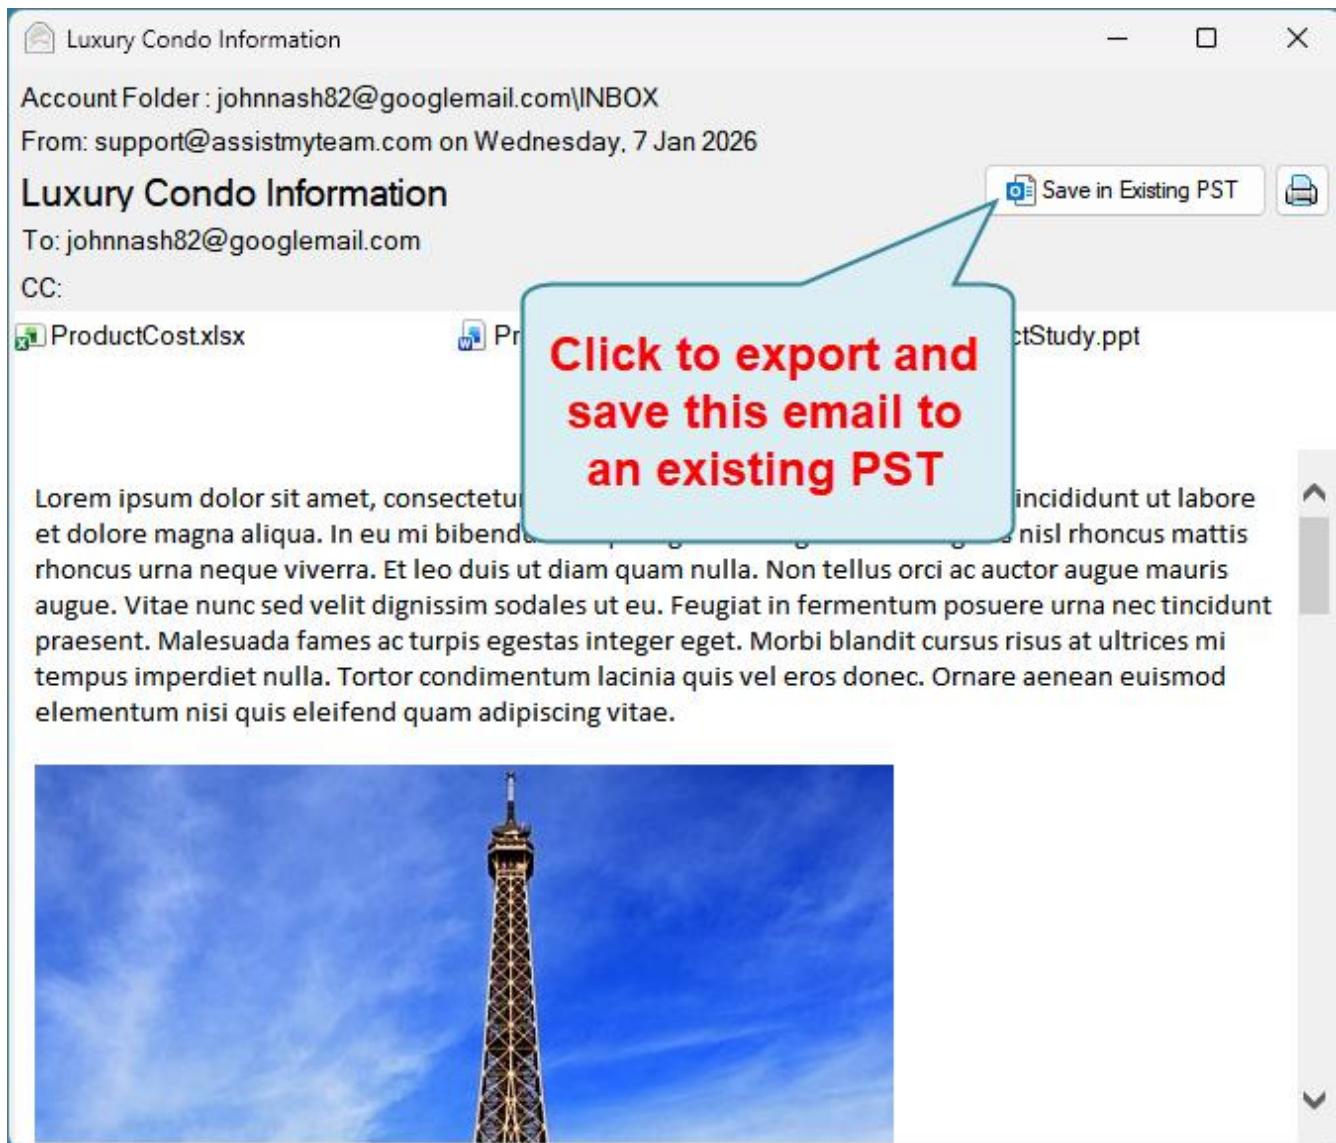 Luxury Condo Information
Account Folder : johnnash82@googlemail.com\INBOX
From: support@assistmyteam.com on Wednesday, 7 Jan 2026
Luxury Condo Information
Save in Existing PST
To: johnnash82@googlemail.com
CC:
ProductCost.xlsx
ctStudy.ppt
Click to export and
save this email to
an existing PST
Lorem ipsum dolor sit amet, incididunt ut labore
et dolore magna aliqua. In eu mi nisl rhoncus mattis
rhoncus urna neque viverra. Et leo duis ut diam quam nulla. Non tellus orci ac auctor augue mauris
augue. Vitae nunc sed velit dignissim sodales ut eu. Feugiat in fermentum posuere urna nec tincidunt
praesent. Malesuada fames ac turpis egestas integer eget. Morbi blandit cursus risus at ultrices mi
tempus imperdiet nulla. Tortor condimentum lacinia quis vel eros donec. Ornare aenean euismod
elementum nisi quis eleifend quam adipiscing vitae.